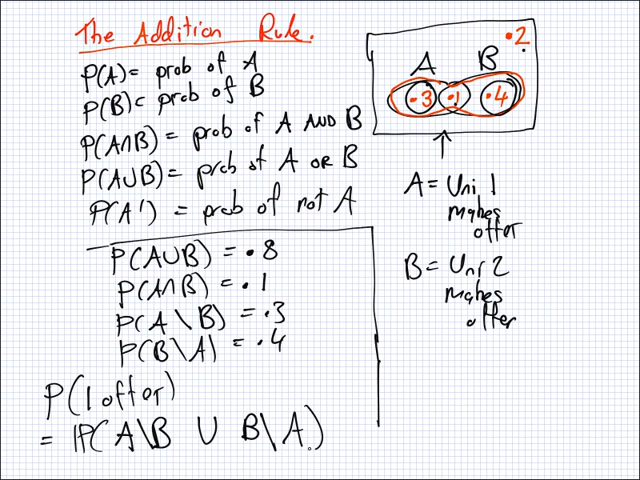 The Addition Rule.
P(A) = prob of A
P(B) = prob of B
P(A∩B) = prob of A AND B
P(A∪B) = prob of A OR B
P(A') = prob of not A
P(A∪B) = .8
P(A∩B) = .1
P(A \ B) = .3
P(B \ A) = .4
P(1 offer)
= P( A\B ∪ B\A )
.2
A B
.3 .1 .4
A = Uni 1
makes
offer
B = Uni 2
makes
offer